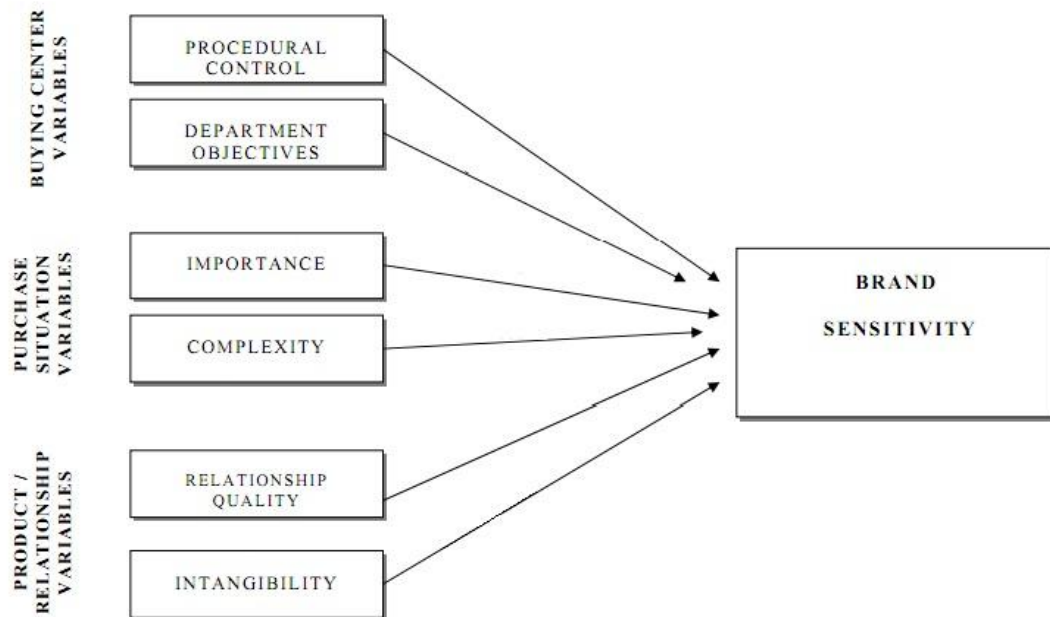 BUYING CENTER
VARIABLES
PROCEDURAL
CONTROL
DEPARTMENT
OBJECTIVES
PURCHASE
SITUATION
VARIABLES
IMPORTANCE
COMPLEXITY
PRODUCT /
RELATIONSHIP
VARIABLES
RELATIONSHIP
QUALITY
INTANGIBILITY
BRAND
SENSITIVITY